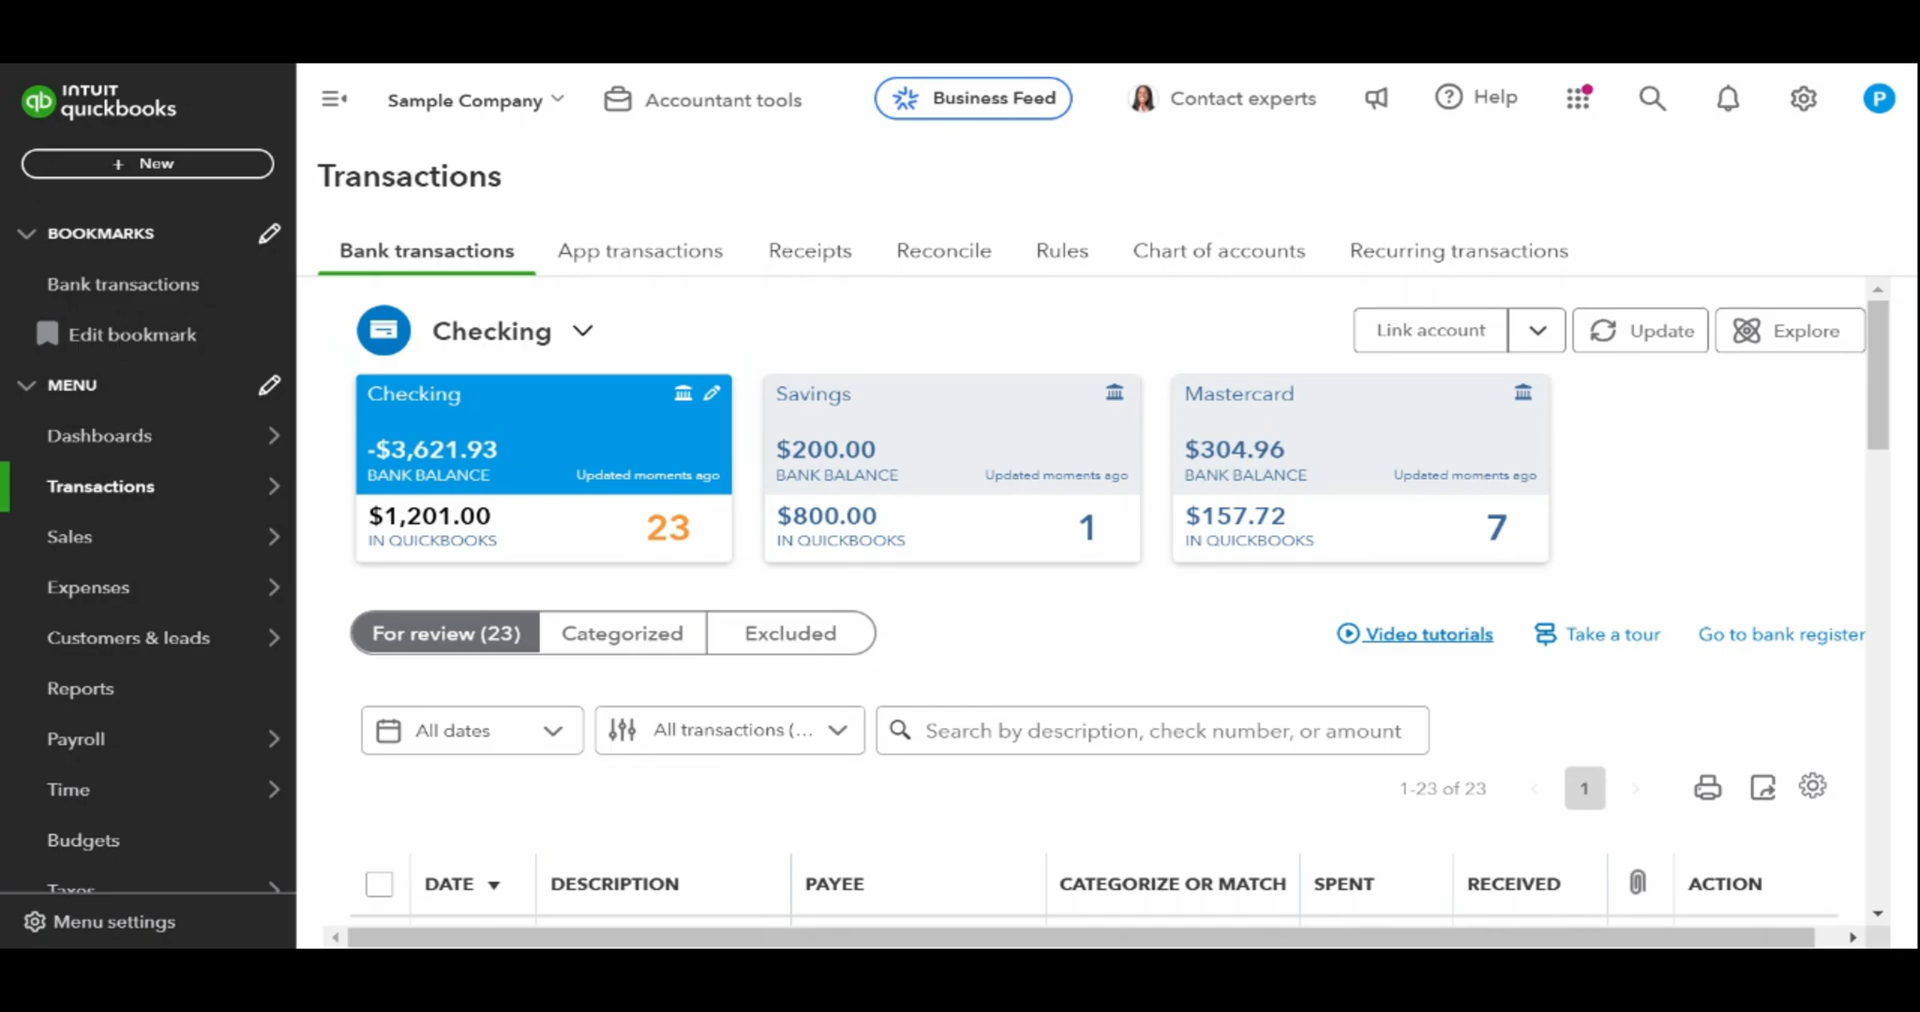 INTUIT
quickbooks
+ New
BOOKMARKS
Bank transactions
Edit bookmark
MENU
Dashboards
Transactions
Sales
Expenses
Customers & leads
Reports
Payroll
Time
Budgets
Taxes
Menu settings
Sample Company
Accountant tools
Business Feed
Contact experts
Help
P
Transactions
Bank transactions
App transactions
Receipts
Reconcile
Rules
Chart of accounts
Recurring transactions
Checking
Link account
Update
Explore
Checking
-$3,621.93
BANK BALANCE
Updated moments ago
$1,201.00
IN QUICKBOOKS
23
Savings
$200.00
BANK BALANCE
Updated moments ago
$800.00
IN QUICKBOOKS
1
Mastercard
$304.96
BANK BALANCE
Updated moments ago
$157.72
IN QUICKBOOKS
7
For review (23)
Categorized
Excluded
Video tutorials
Take a tour
Go to bank register
All dates
All transactions (...
Search by description, check number, or amount
1-23 of 23
1
DATE
DESCRIPTION
PAYEE
CATEGORIZE OR MATCH
SPENT
RECEIVED
ACTION